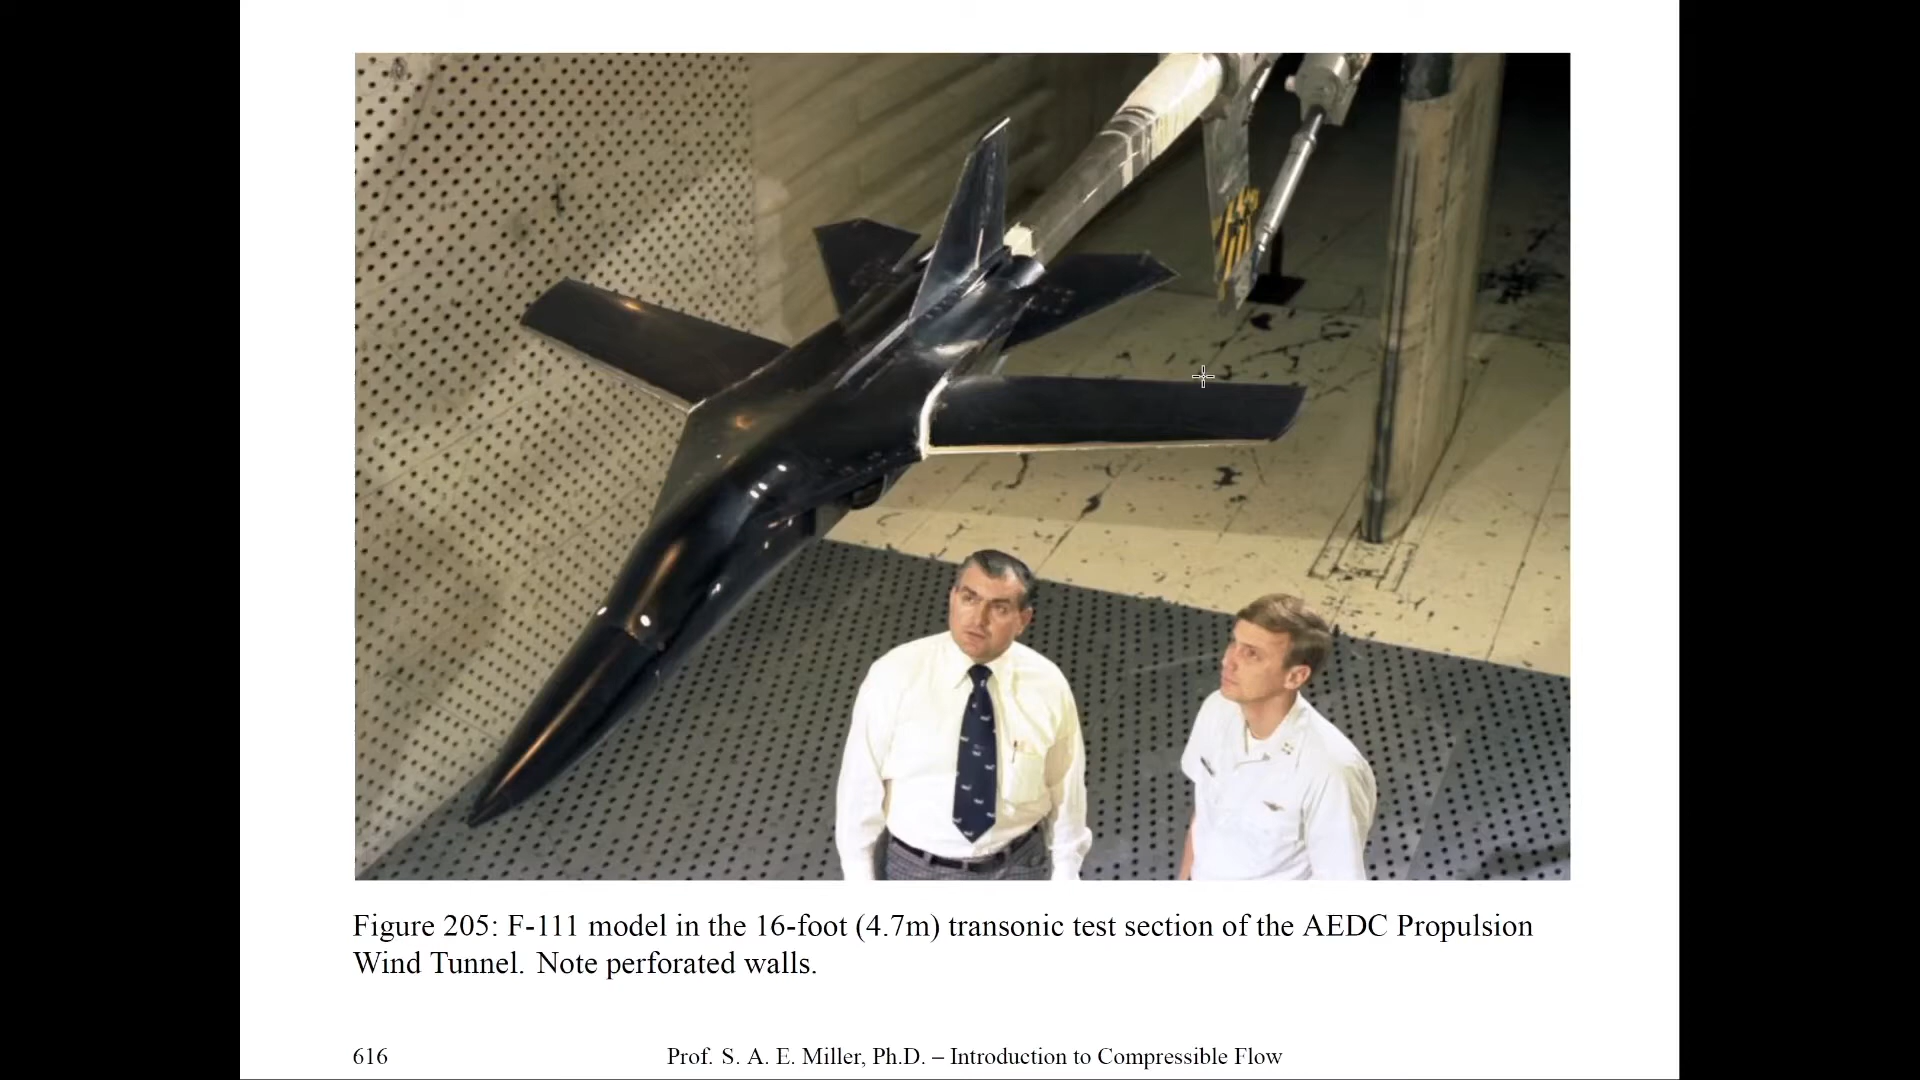 Figure 205: F-111 model in the 16-foot (4.7m) transonic test section of the AEDC Propulsion
Wind Tunnel. Note perforated walls.
616
Prof. S. A. E. Miller, Ph.D. – Introduction to Compressible Flow